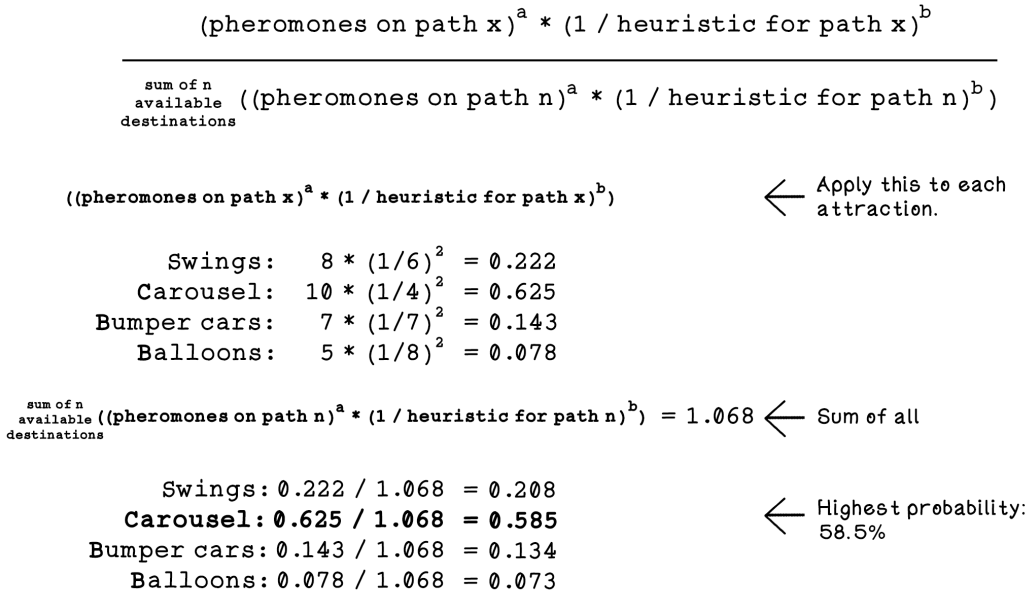 (pheromones on path x)^a * (1 / heuristic for path x)^b
sum of n
available
destinations
((pheromones on path n)^a * (1 / heuristic for path n)^b)
((pheromones on path x)^a * (1 / heuristic for path x)^b)
Apply this to each
attraction.
Swings: 8 * (1/6)^2 = 0.222
Carousel: 10 * (1/4)^2 = 0.625
Bumper cars: 7 * (1/7)^2 = 0.143
Balloons: 5 * (1/8)^2 = 0.078
sum of n
available
destinations
((pheromones on path n)^a * (1 / heuristic for path n)^b) = 1.068
Sum of all
Swings: 0.222 / 1.068 = 0.208
Carousel: 0.625 / 1.068 = 0.585
Bumper cars: 0.143 / 1.068 = 0.134
Balloons: 0.078 / 1.068 = 0.073
Highest probability:
58.5%